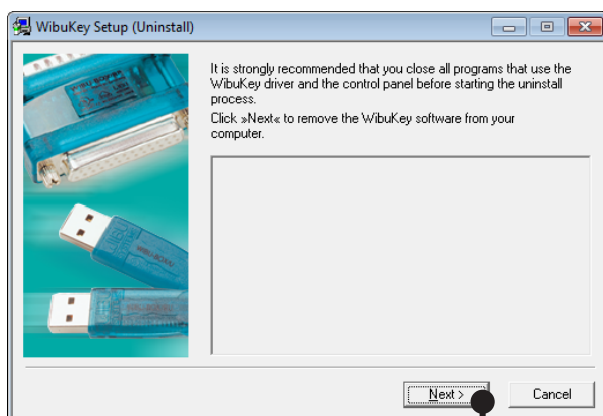 WibuKey Setup (Uninstall)
It is strongly recommended that you close all programs that use the
WibuKey driver and the control panel before starting the uninstall
process.
Click »Next« to remove the WibuKey software from your
computer.
Next >
Cancel